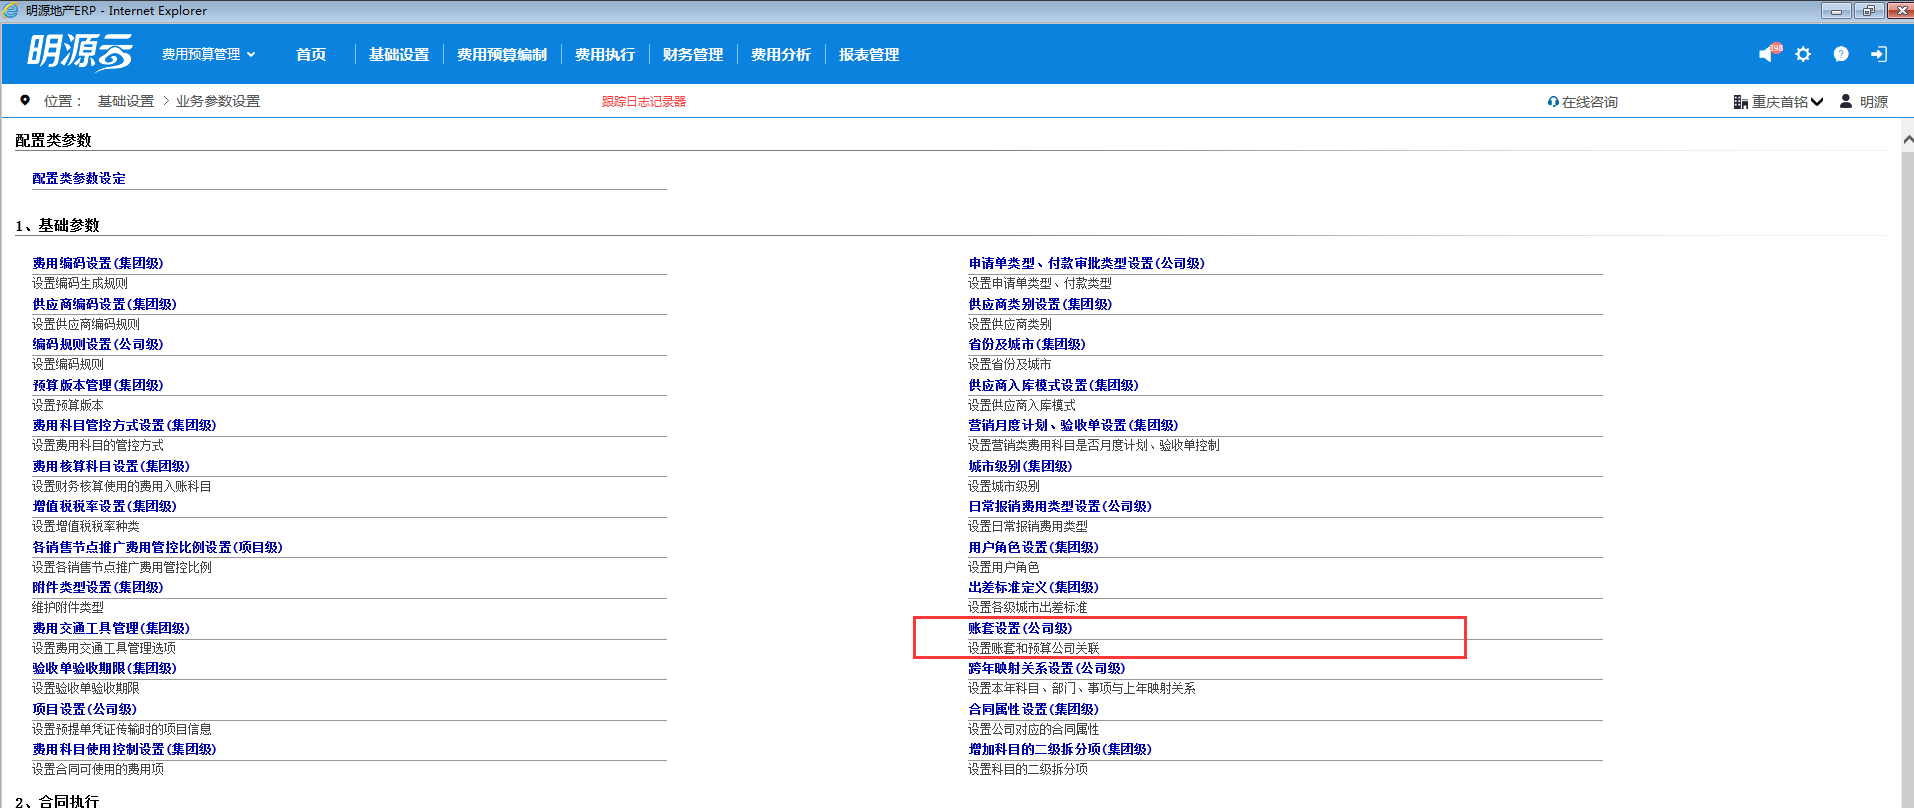 明源地产ERP - Internet Explorer
明源云
费用预算管理
首页
基础设置
费用预算编制
费用执行
财务管理
费用分析
报表管理
398
位置： 基础设置 > 业务参数设置
跟踪日志记录器
在线咨询
重庆首铭
明源
配置类参数
配置类参数设定
1、基础参数
费用编码设置(集团级)
设置编码生成规则
供应商编码设置(集团级)
设置供应商编码规则
编码规则设置(公司级)
设置编码规则
预算版本管理(集团级)
设置预算版本
费用科目管控方式设置(集团级)
设置费用科目的管控方式
费用核算科目设置(集团级)
设置财务核算使用的费用入账科目
增值税税率设置(集团级)
设置增值税税率种类
各销售节点推广费用管控比例设置(项目级)
设置各销售节点推广费用管控比例
附件类型设置(集团级)
维护附件类型
费用交通工具管理(集团级)
设置费用交通工具管理选项
验收单验收期限(集团级)
设置验收单验收期限
项目设置(公司级)
设置预提单凭证传输时的项目信息
费用科目使用控制设置(集团级)
设置合同可使用的费用项
申请单类型、付款审批类型设置(公司级)
设置申请单类型、付款类型
供应商类别设置(集团级)
设置供应商类别
省份及城市(集团级)
设置省份及城市
供应商入库模式设置(集团级)
设置供应商入库模式
营销月度计划、验收单设置(集团级)
设置营销类费用科目是否月度计划、验收单控制
城市级别(集团级)
设置城市级别
日常报销费用类型设置(公司级)
设置日常报销费用类型
用户角色设置(集团级)
设置用户角色
出差标准定义(集团级)
设置各级城市出差标准
账套设置(公司级)
设置账套和预算公司关联
跨年映射关系设置(公司级)
设置本年科目、部门、事项与上年映射关系
合同属性设置(集团级)
设置公司对应的合同属性
增加科目的二级拆分项(集团级)
设置科目的二级拆分项
2、合同执行